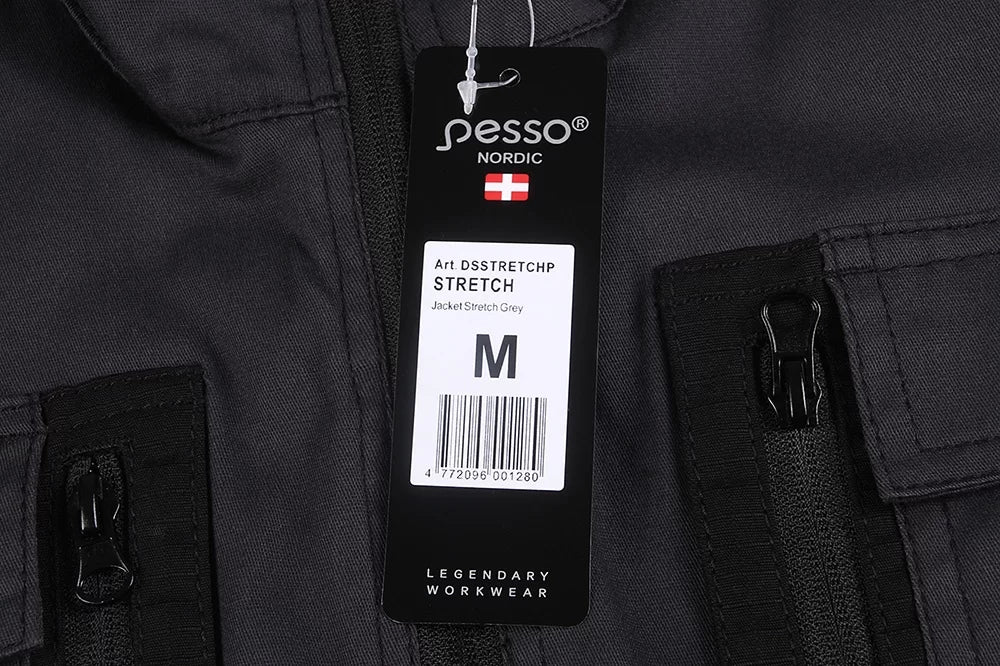 pesso®
NORDIC
Art. DSSTRETCHP
STRETCH
Jacket Stretch Grey
M
4 772096 001280
LEGENDARY
WORKWEAR